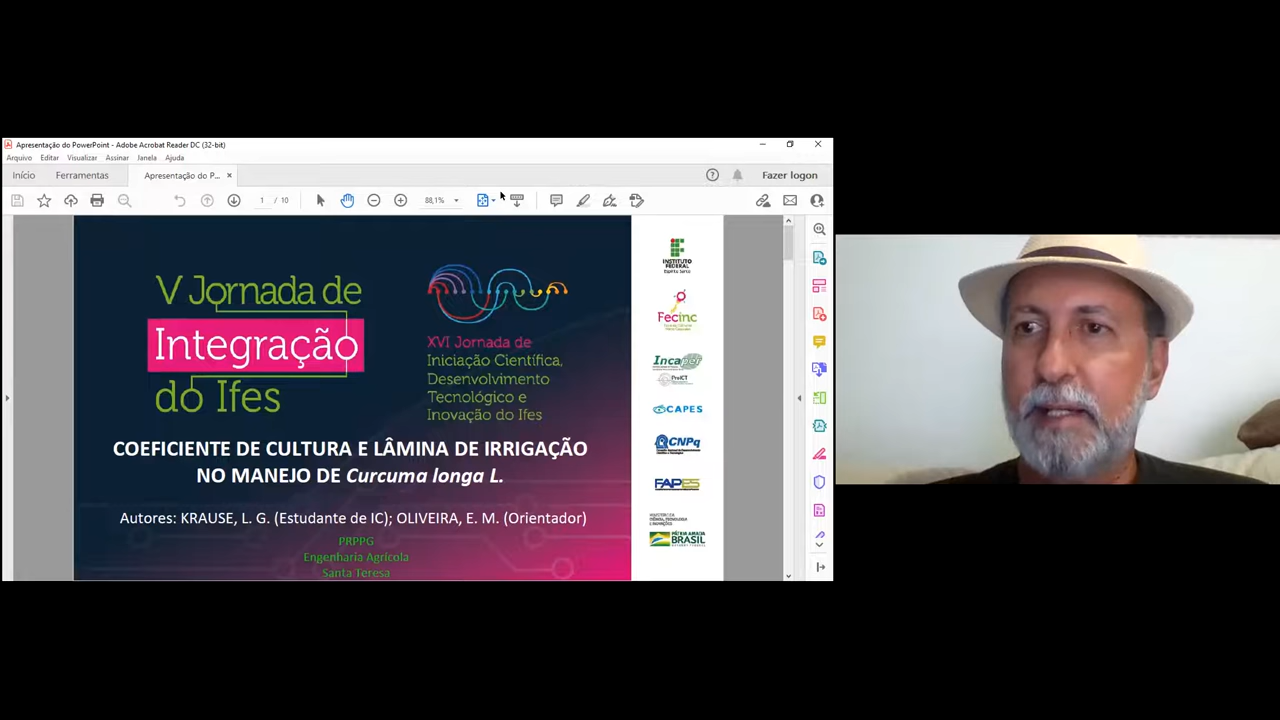 Apresentação do PowerPoint - Adobe Acrobat Reader DC (32-bit)
Arquivo Editar Visualizar Assinar Janela Ajuda
Início Ferramentas Apresentação do P... Fazer logon
1 / 10 88,1%
V Jornada de
Integração
do Ifes
XVI Jornada de
Iniciação Científica,
Desenvolvimento
Tecnológico e
Inovação do Ifes
COEFICIENTE DE CULTURA E LÂMINA DE IRRIGAÇÃO
NO MANEJO DE Curcuma longa L.
Autores: KRAUSE, L. G. (Estudante de IC); OLIVEIRA, E. M. (Orientador)
PRPPG
Engenharia Agrícola
Santa Teresa
INSTITUTO
FEDERAL
Espírito Santo
Fecinc
Incaper
CAPES
CNPq
FAPES
PÁTRIA AMADA
BRASIL